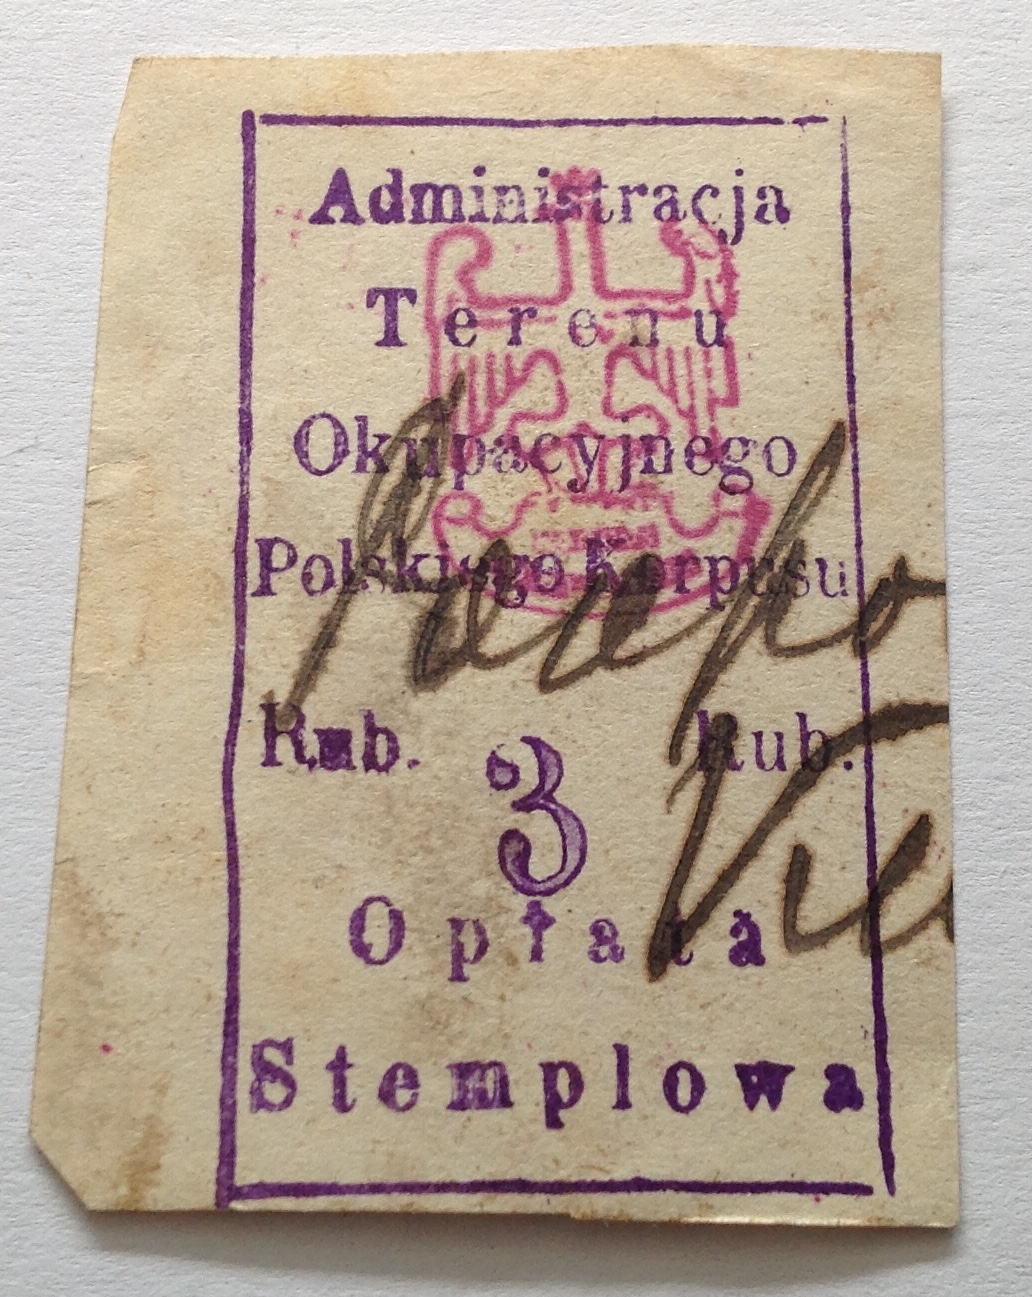 Administracja
Terenu
Okupacyjnego
Polskiego Korpusu
Rub. 3 Rub.
Opłata
Stemplowa